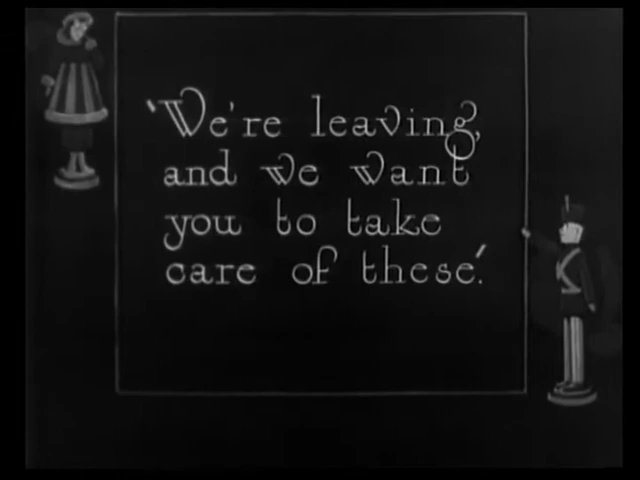 'We're leaving,
and we want
you to take
care of these'.